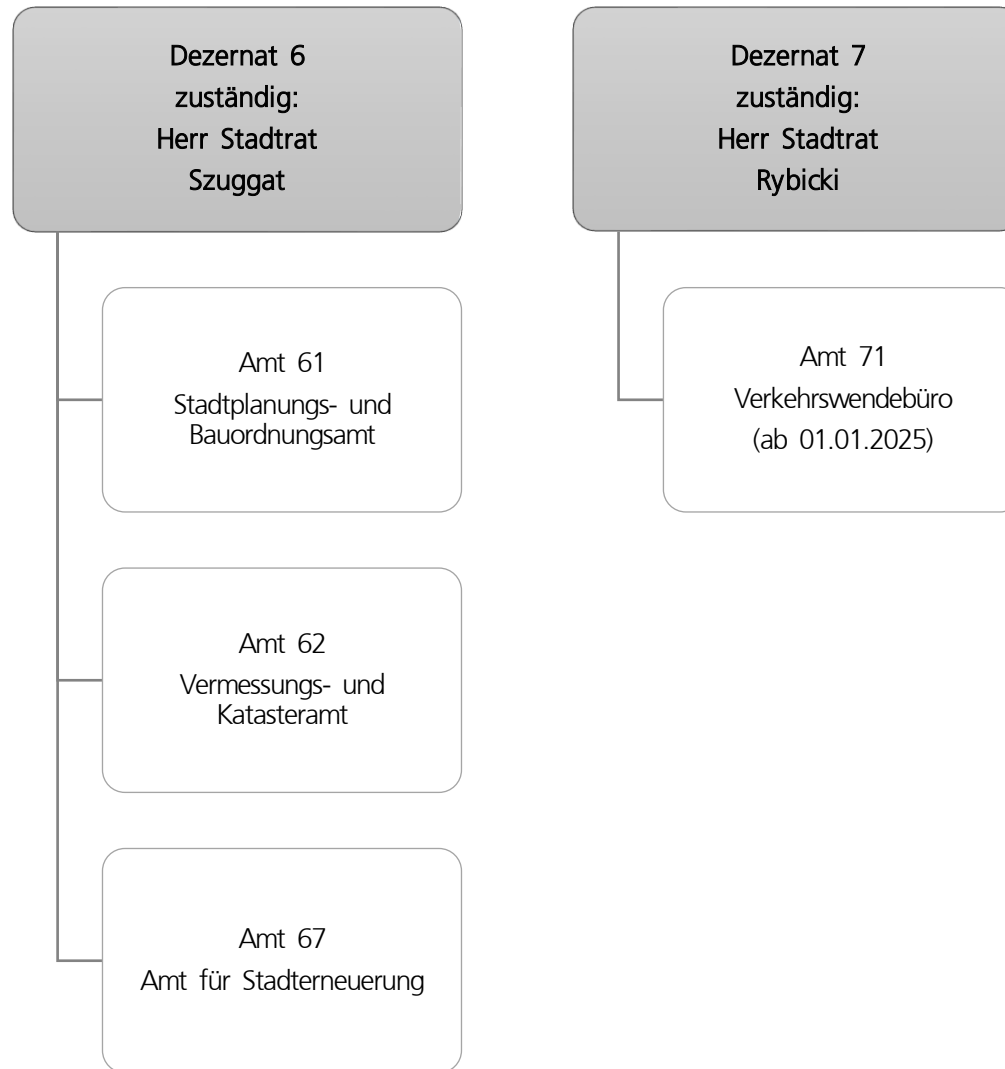 Dezernat 6
zuständig:
Herr Stadtrat
Szuggat
Amt 61
Stadtplanungs- und
Bauordnungsamt
Amt 62
Vermessungs- und
Katasteramt
Amt 67
Amt für Stadterneuerung
Dezernat 7
zuständig:
Herr Stadtrat
Rybicki
Amt 71
Verkehrswendebüro
(ab 01.01.2025)